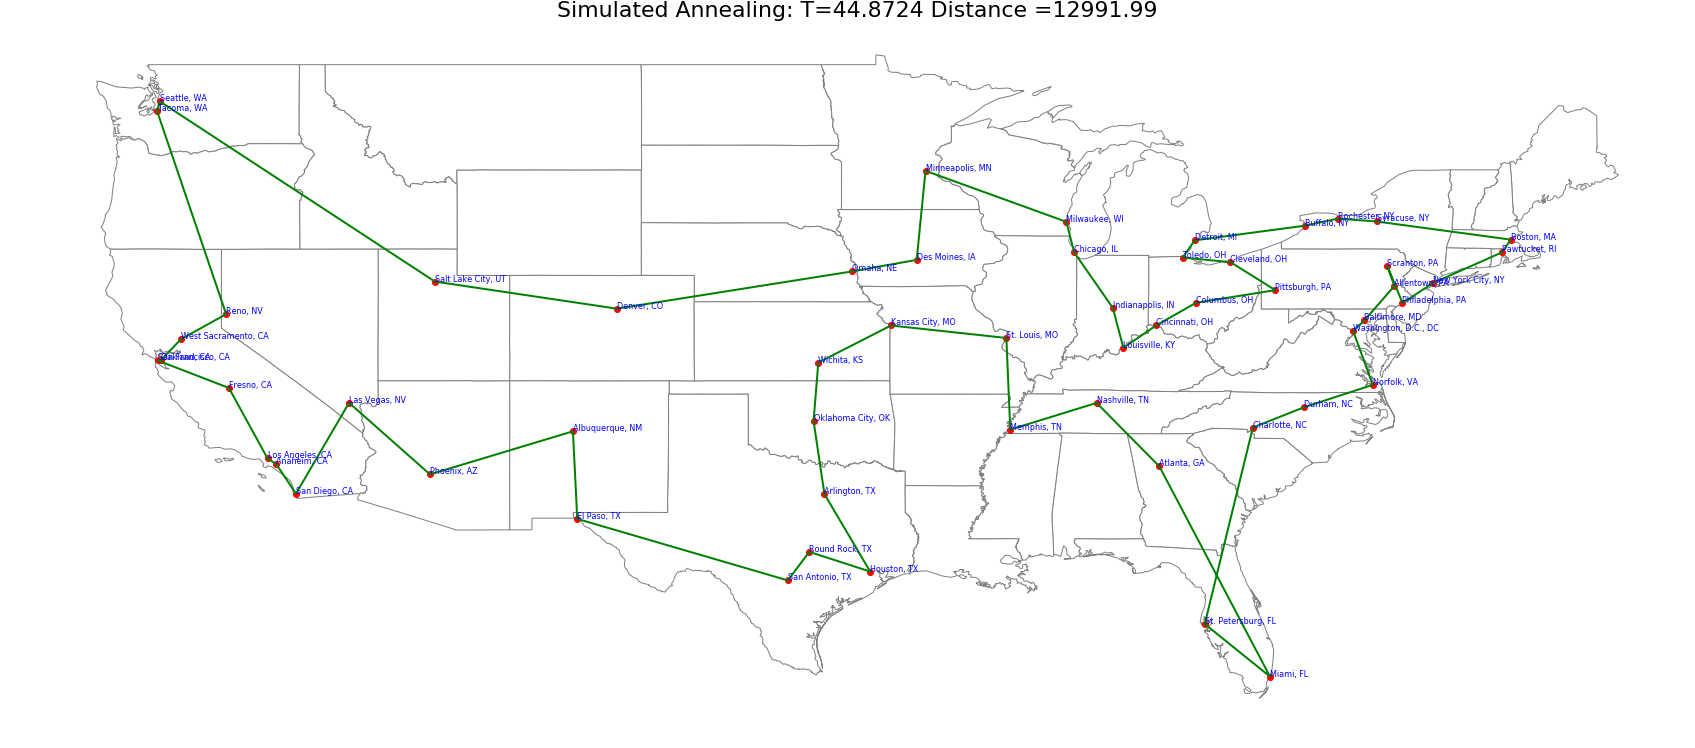 Simulated Annealing: T=44.8724 Distance =12991.99
Seattle, WA
Tacoma, WA
Minneapolis, MN
Milwaukee, WI
Rochester, NY
Syracuse, NY
Buffalo, NY
Detroit, MI
Boston, MA
Pawtucket, RI
Chicago, IL
Des Moines, IA
Toledo, OH
Cleveland, OH
Scranton, PA
Omaha, NE
Salt Lake City, UT
New York City, NY
Allentown, PA
Pittsburgh, PA
Denver, CO
Indianapolis, IN
Columbus, OH
Philadelphia, PA
Reno, NV
Kansas City, MO
Cincinnati, OH
Baltimore, MD
Washington, D.C., DC
West Sacramento, CA
St. Louis, MO
Louisville, KY
Oakland, CA
San Francisco, CA
Wichita, KS
Fresno, CA
Norfolk, VA
Las Vegas, NV
Nashville, TN
Durham, NC
Oklahoma City, OK
Albuquerque, NM
Memphis, TN
Charlotte, NC
Los Angeles, CA
Anaheim, CA
Phoenix, AZ
Atlanta, GA
San Diego, CA
Arlington, TX
El Paso, TX
Round Rock, TX
Houston, TX
San Antonio, TX
St. Petersburg, FL
Miami, FL